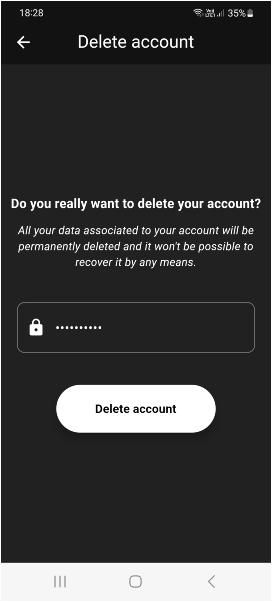 18:28 35%
Delete account
Do you really want to delete your account?
All your data associated to your account will be
permanently deleted and it won't be possible to
recover it by any means.
••••••••••
Delete account